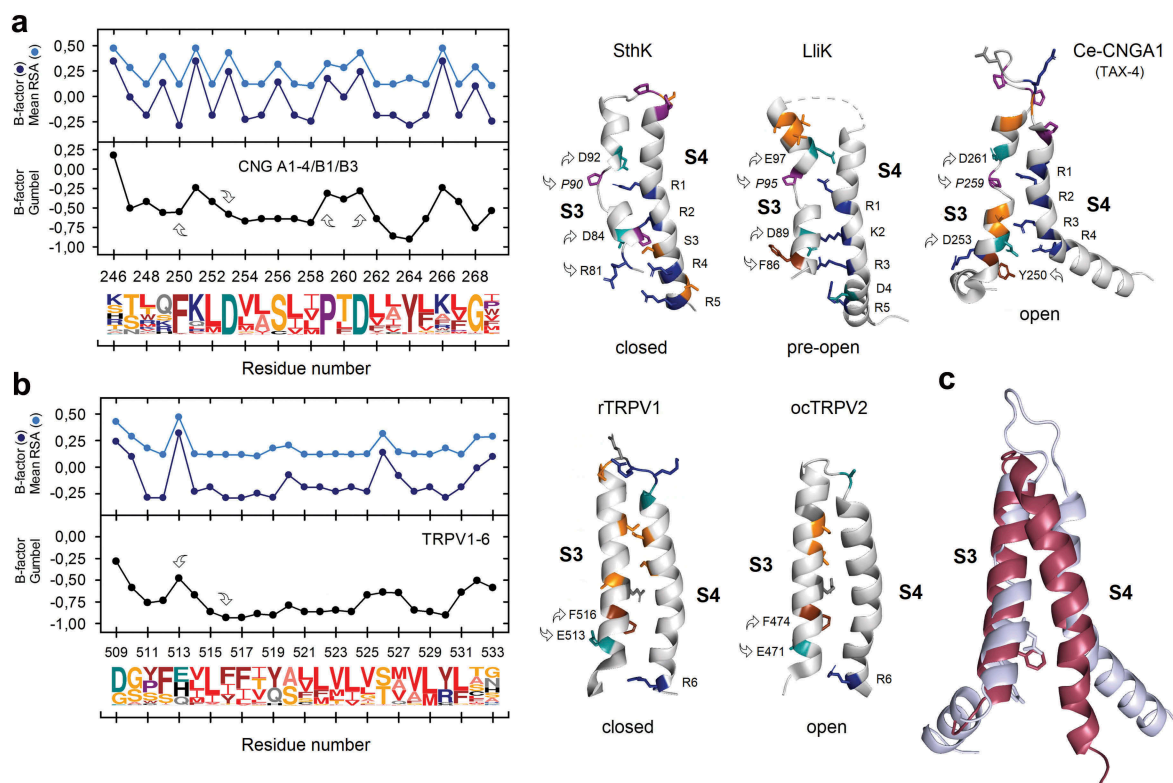 a
B-factor (●)
Mean RSA (●)
0,50
0,25
0,00
-0,25
B-factor
Gumbel
0,25
0,00
-0,25
-0,50
-0,75
-1,00
CNG A1-4/B1/B3
246 248 250 252 254 256 258 260 262 264 266 268
Residue number
SthK
D92
P90
S3
D84
R81
S4
R1
R2
S3
R4
R5
closed
LliK
E97
P95
S3
D89
F86
S4
R1
K2
R3
D4
R5
pre-open
Ce-CNGA1
(TAX-4)
D261
P259
S3
D253
Y250
R1
R2
S4
R3
R4
open
b
B-factor (●)
Mean RSA (●)
0,50
0,25
0,00
-0,25
B-factor
Gumbel
0,00
-0,25
-0,50
-0,75
-1,00
TRPV1-6
509 511 513 515 517 519 521 523 525 527 529 531 533
Residue number
rTRPV1
S3
S4
F516
E513
R6
closed
ocTRPV2
S3
S4
F474
E471
R6
open
c
S3
S4